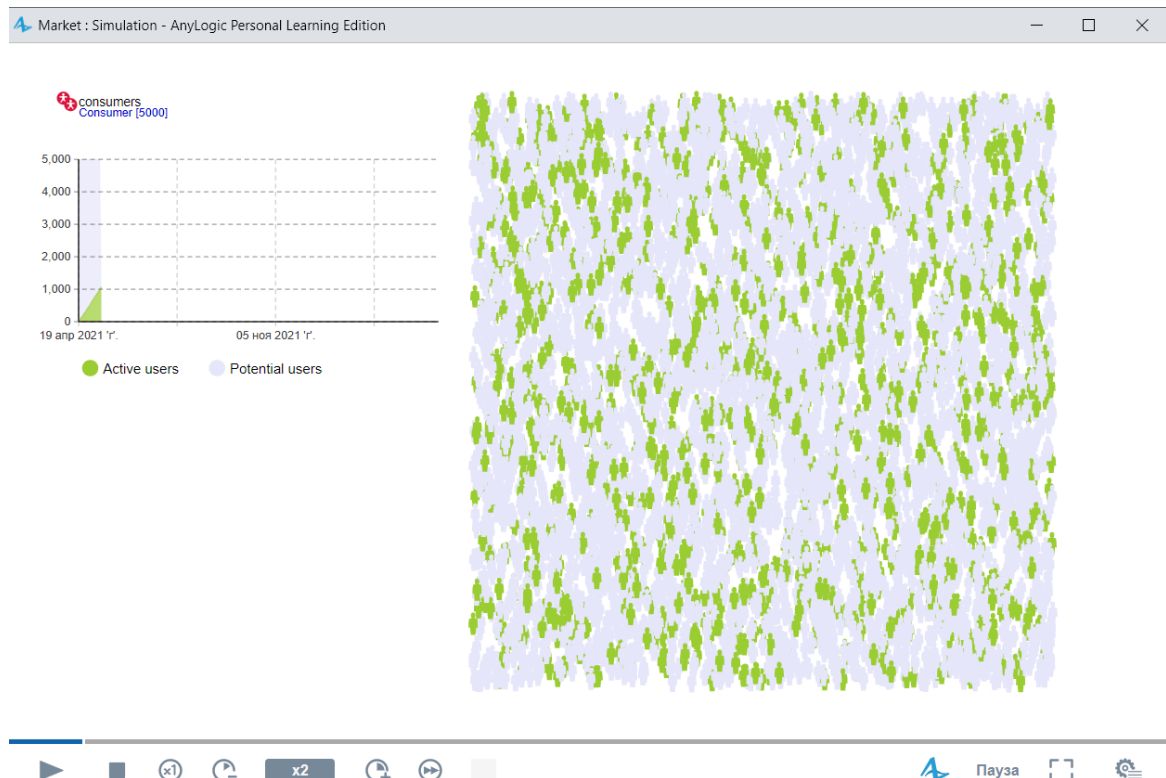 Market : Simulation - AnyLogic Personal Learning Edition
consumers
Consumer [5000]
5,000
4,000
3,000
2,000
1,000
0
19 апр 2021 'г'.
05 ноя 2021 'г'.
Active users
Potential users
x1
x2
Пауза